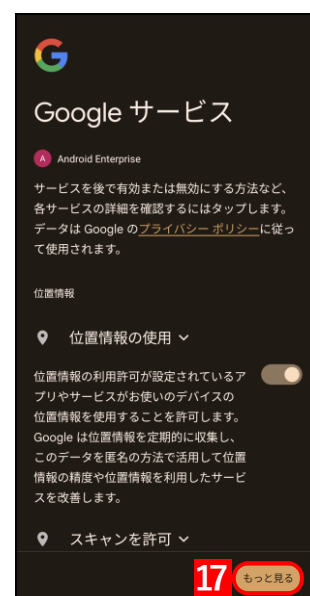 Google サービス
A Android Enterprise
サービスを後で有効または無効にする方法など、
各サービスの詳細を確認するにはタップします。
データは Google のプライバシー ポリシーに従っ
て使用されます。
位置情報
位置情報の使用
位置情報の利用許可が設定されているア
プリやサービスがお使いのデバイスの
位置情報を使用することを許可します。
Google は位置情報を定期的に収集し、
このデータを匿名の方法で活用して位置
情報の精度や位置情報を利用したサービ
スを改善します。
スキャンを許可
17 もっと見る